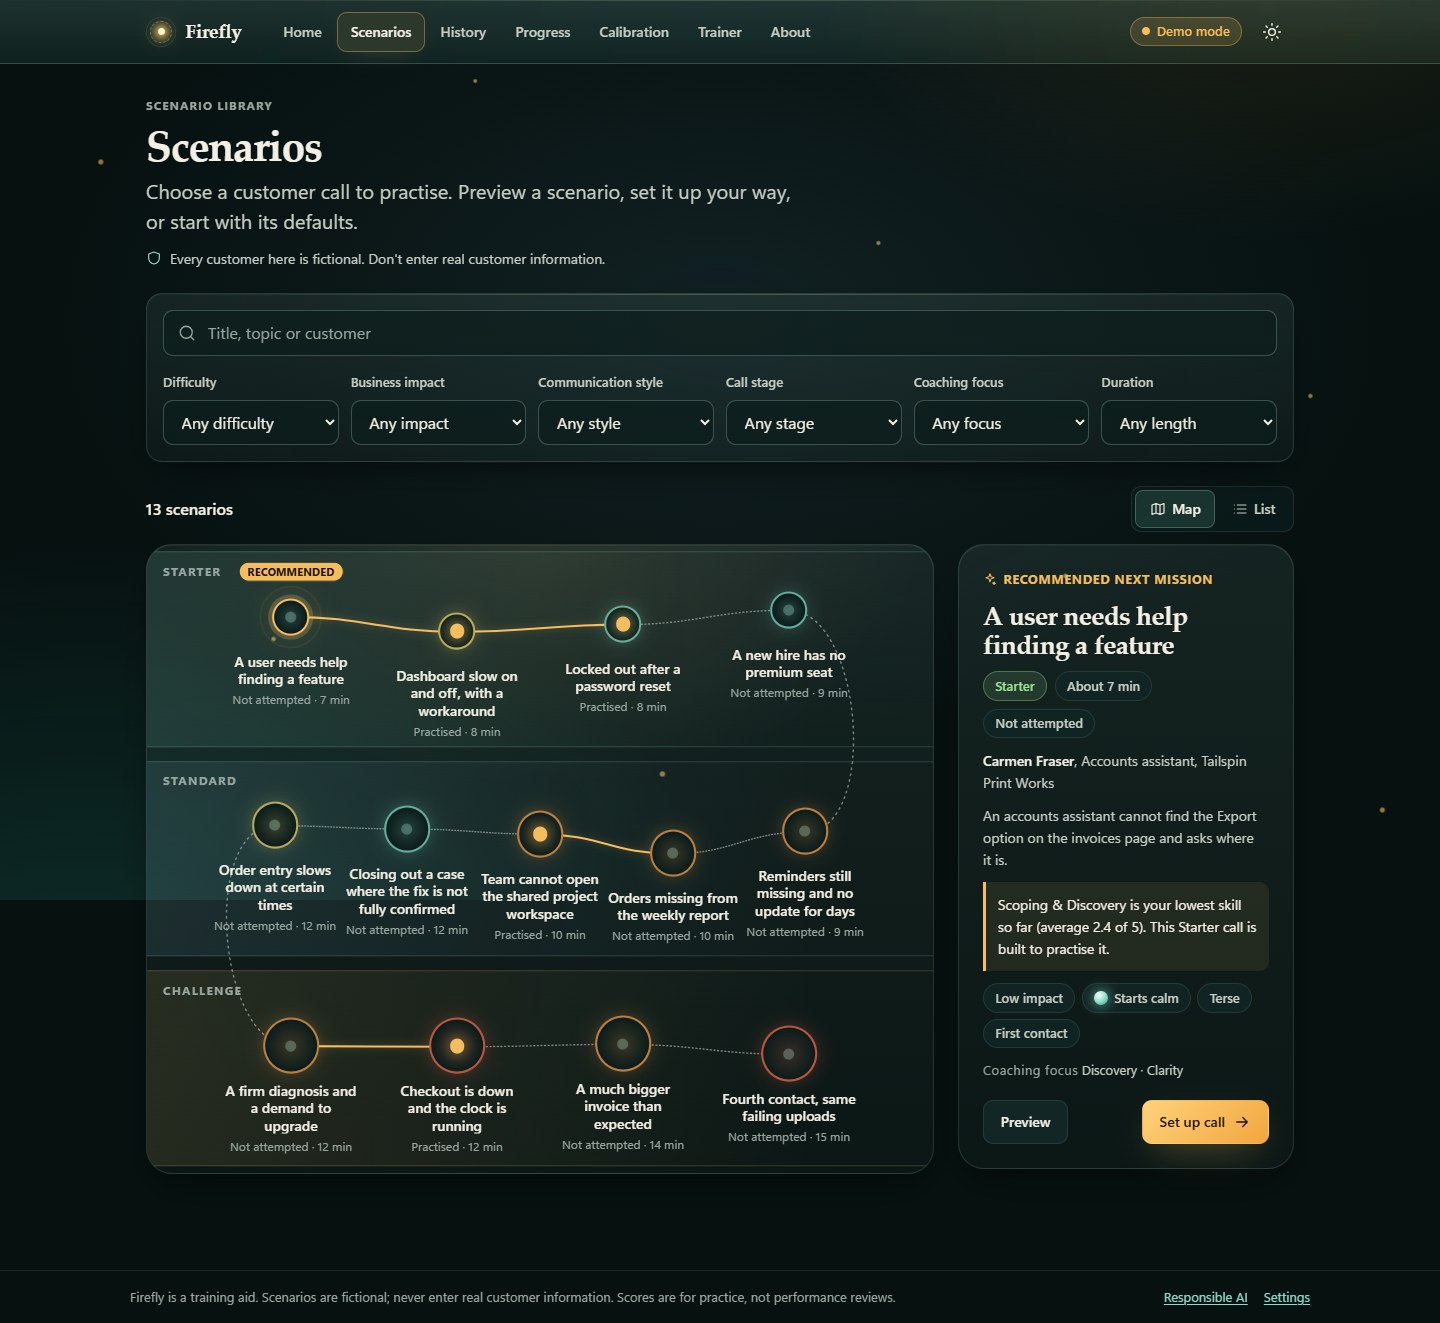 Firefly
Home
Scenarios
History
Progress
Calibration
Trainer
About
Demo mode
SCENARIO LIBRARY
Scenarios
Choose a customer call to practise. Preview a scenario, set it up your way,
or start with its defaults.
Every customer here is fictional. Don't enter real customer information.
Title, topic or customer
Difficulty
Business impact
Communication style
Call stage
Coaching focus
Duration
Any difficulty
Any impact
Any style
Any stage
Any focus
Any length
13 scenarios
Map
List
STARTER
RECOMMENDED
A user needs help
finding a feature
Not attempted · 7 min
Dashboard slow on
and off, with a
workaround
Practised · 8 min
Locked out after a
password reset
Practised · 8 min
A new hire has no
premium seat
Not attempted · 9 min
STANDARD
Order entry slows
down at certain
times
Not attempted · 12 min
Closing out a case
where the fix is not
fully confirmed
Not attempted · 12 min
Team cannot open
the shared project
workspace
Practised · 10 min
Orders missing from
the weekly report
Not attempted · 10 min
Reminders still
missing and no
update for days
Not attempted · 9 min
CHALLENGE
A firm diagnosis and
a demand to
upgrade
Not attempted · 12 min
Checkout is down
and the clock is
running
Practised · 12 min
A much bigger
invoice than
expected
Not attempted · 14 min
Fourth contact, same
failing uploads
Not attempted · 15 min
RECOMMENDED NEXT MISSION
A user needs help
finding a feature
Starter
About 7 min
Not attempted
Carmen Fraser, Accounts assistant, Tailspin
Print Works
An accounts assistant cannot find the Export
option on the invoices page and asks where
it is.
Scoping & Discovery is your lowest skill
so far (average 2.4 of 5). This Starter call is
built to practise it.
Low impact
Starts calm
Terse
First contact
Coaching focus Discovery · Clarity
Preview
Set up call
Firefly is a training aid. Scenarios are fictional; never enter real customer information. Scores are for practice, not performance reviews.
Responsible AI
Settings